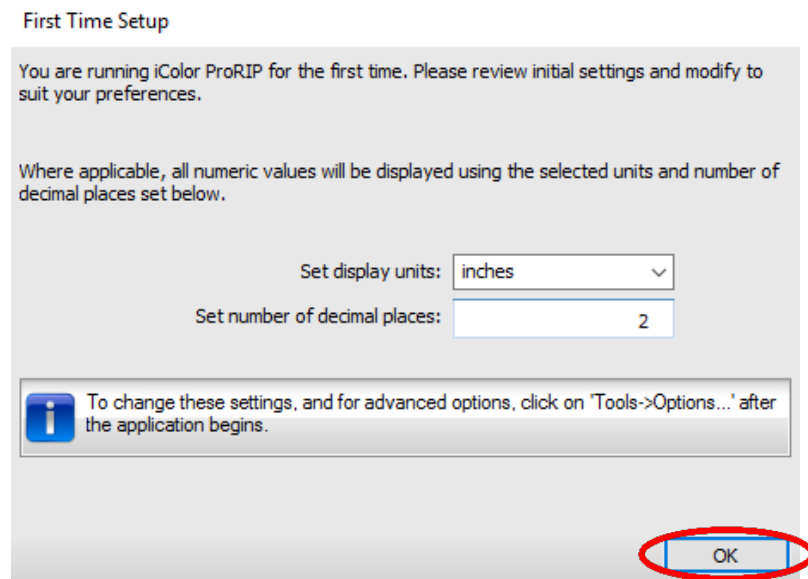 First Time Setup
You are running iColor ProRIP for the first time. Please review initial settings and modify to
suit your preferences.
Where applicable, all numeric values will be displayed using the selected units and number of
decimal places set below.
Set display units: inches
Set number of decimal places: 2
To change these settings, and for advanced options, click on 'Tools->Options...' after
the application begins.
OK